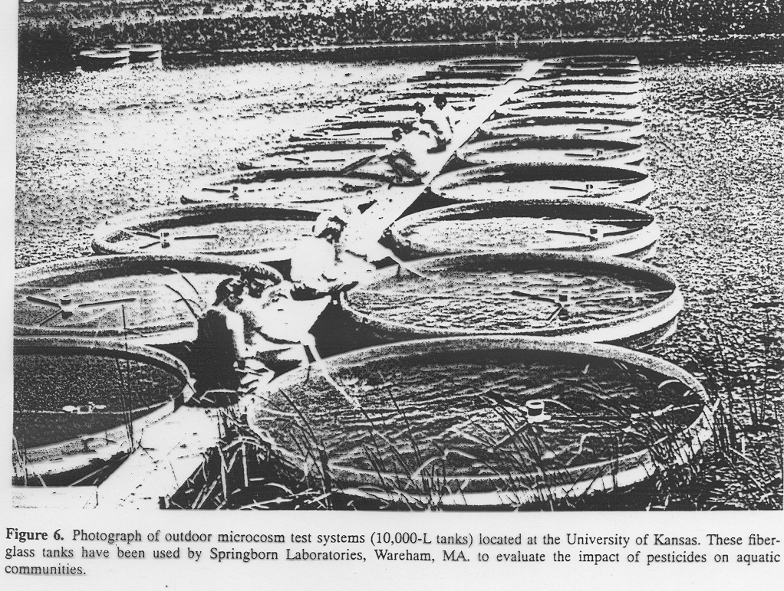 Figure 6. Photograph of outdoor microcosm test systems (10,000-L tanks) located at the University of Kansas. These fiber-
glass tanks have been used by Springborn Laboratories, Wareham, MA. to evaluate the impact of pesticides on aquatic
communities.